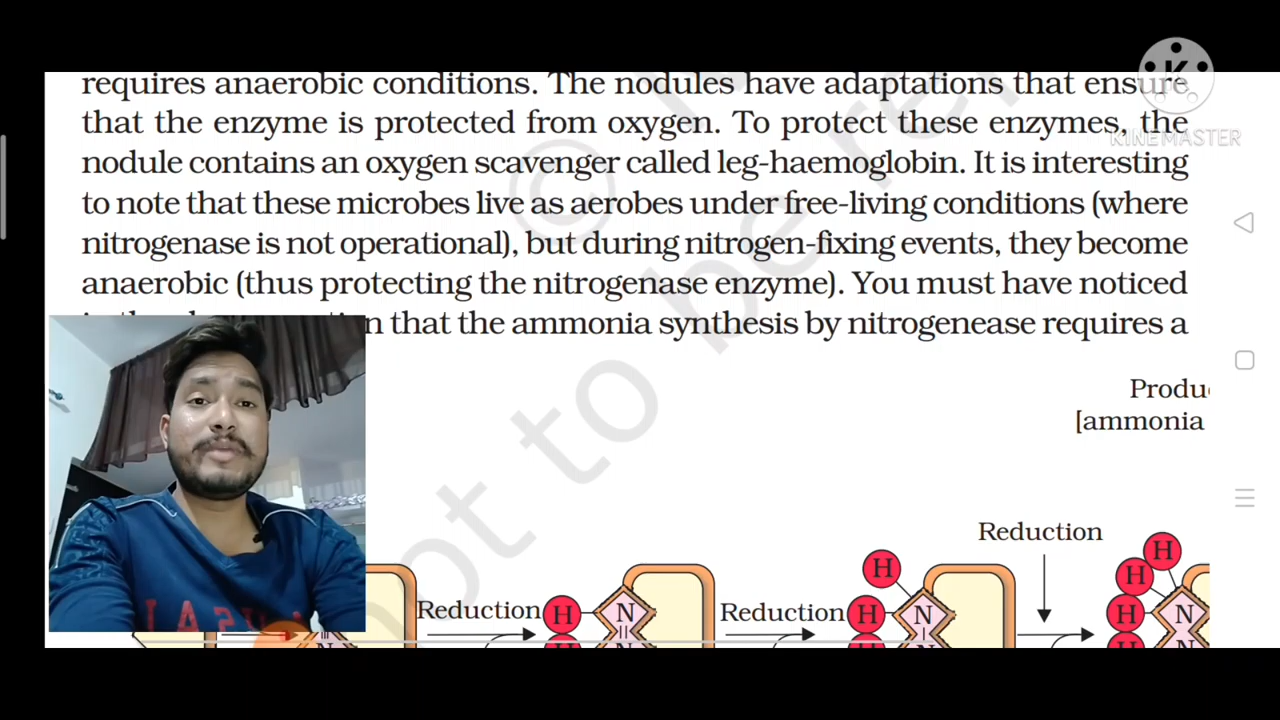 requires anaerobic conditions. The nodules have adaptations that ensure
that the enzyme is protected from oxygen. To protect these enzymes, the
nodule contains an oxygen scavenger called leg-haemoglobin. It is interesting
to note that these microbes live as aerobes under free-living conditions (where
nitrogenase is not operational), but during nitrogen-fixing events, they become
anaerobic (thus protecting the nitrogenase enzyme). You must have noticed
that the ammonia synthesis by nitrogenease requires a
KINEMASTER
K
©
not to be re
Produ
[ammonia
Reduction
H
H
H
Reduction
H
N
Reduction
H
N
H
N